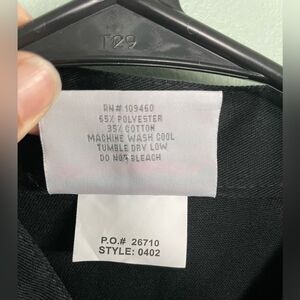 T29
RN# 109460
65% POLYESTER
35% COTTON
MACHINE WASH COOL
TUMBLE DRY LOW
DO NOT BLEACH
P.O.# 26710
STYLE: 0402